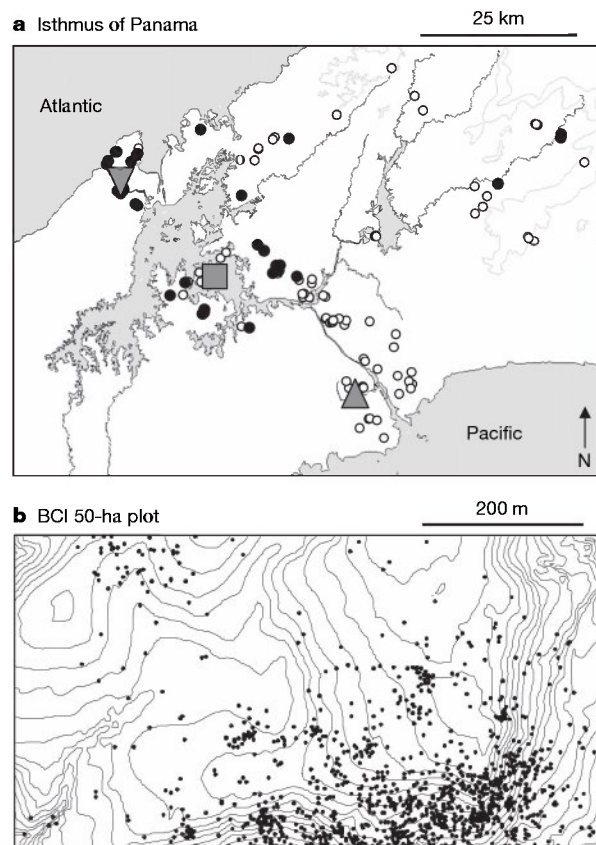 a Isthmus of Panama
25 km
Atlantic
Pacific
N
b BCI 50-ha plot
200 m